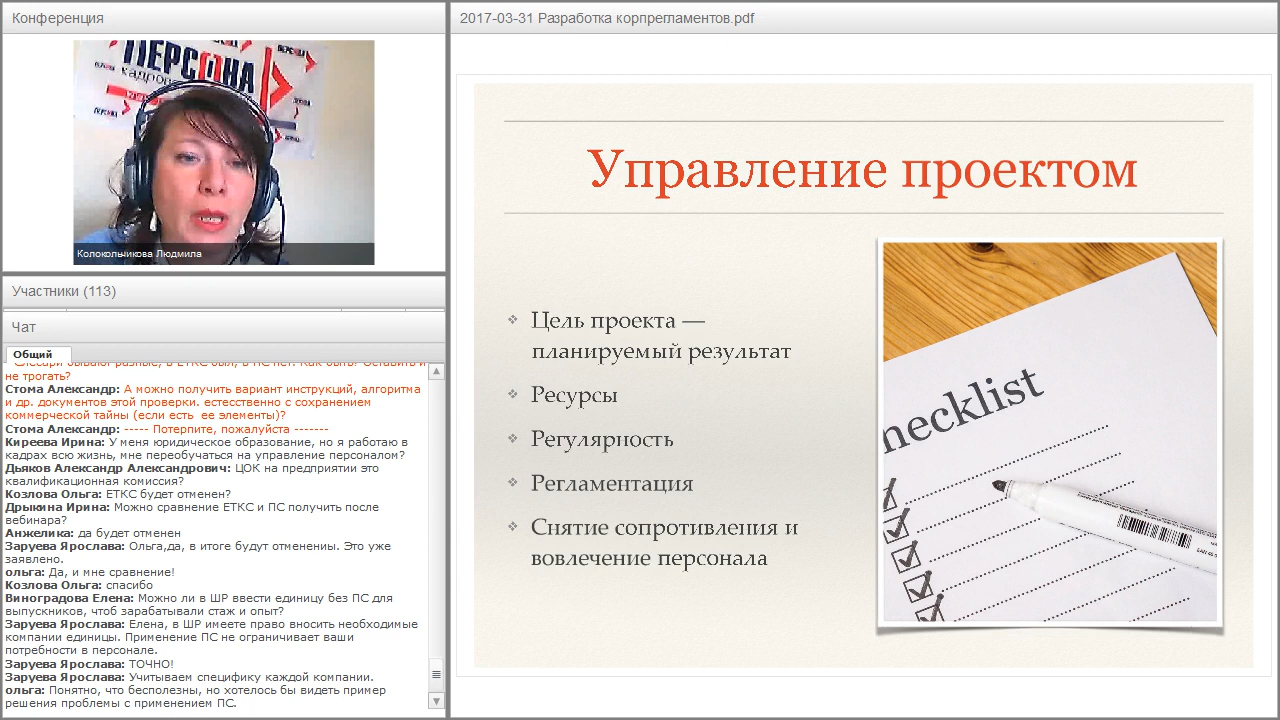 Конференция
ПЕРСОНА
Колокольчикова Людмила
Участники (113)
Чат
Общий
не трогать?
Стома Александр: А можно получить вариант инструкций, алгоритма
и др. документов этой проверки. естесственно с сохранением
коммерческой тайны (если есть ее элементы)?
Стома Александр: ----- Потерпите, пожалуйста -------
Киреева Ирина: У меня юридическое образование, но я работаю в
кадрах всю жизнь, мне переобучаться на управление персоналом?
Дьяков Александр Александрович: ЦОК на предприятии это
квалификационная комиссия?
Козлова Ольга: ЕТКС будет отменен?
Дрыкина Ирина: Можно сравнение ЕТКС и ПС получить после
вебинара?
Анжелика: да будет отменен
Заруева Ярослава: Ольга,да, в итоге будут отмененины. Это уже
заявлено.
ольга: Да, и мне сравнение!
Козлова Ольга: спасибо
Виноградова Елена: Можно ли в ШР ввести единицу без ПС для
выпускников, чтоб зарабатывали стаж и опыт?
Заруева Ярослава: Елена, в ШР имеете право вносить необходимые
компании единицы. Применение ПС не ограничивает ваши
потребности в персонале.
Заруева Ярослава: ТОЧНО!
Заруева Ярослава: Учитываем специфику каждой компании.
ольга: Понятно, что бесполезны, но хотелось бы видеть пример
решения проблемы с применением ПС.
2017-03-31 Разработка корпрегламентов.pdf
Управление проектом
Цель проекта —
планируемый результат
Ресурсы
Регулярность
Регламентация
Снятие сопротивления и
вовлечение персонала
hecklist